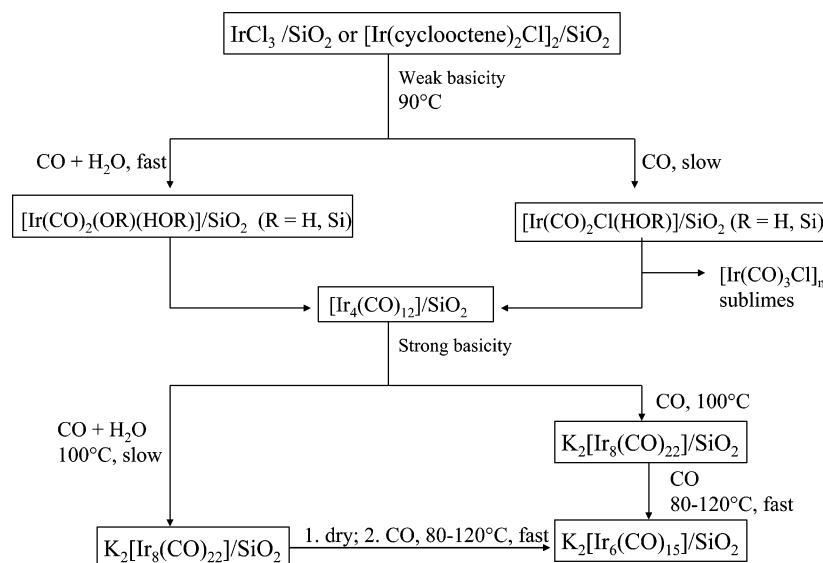 IrCl₃ /SiO₂ or [Ir(cyclooctene)₂Cl]₂/SiO₂
Weak basicity
90°C
CO + H₂O, fast
CO, slow
[Ir(CO)₂(OR)(HOR)]/SiO₂ (R = H, Si)
[Ir(CO)₂Cl(HOR)]/SiO₂ (R = H, Si)
[Ir(CO)₃Cl]ₙ
sublimes
[Ir₄(CO)₁₂]/SiO₂
Strong basicity
CO + H₂O
100°C, slow
CO, 100°C
K₂[Ir₈(CO)₂₂]/SiO₂
CO
80-120°C, fast
K₂[Ir₈(CO)₂₂]/SiO₂
1. dry; 2. CO, 80-120°C, fast
K₂[Ir₆(CO)₁₅]/SiO₂